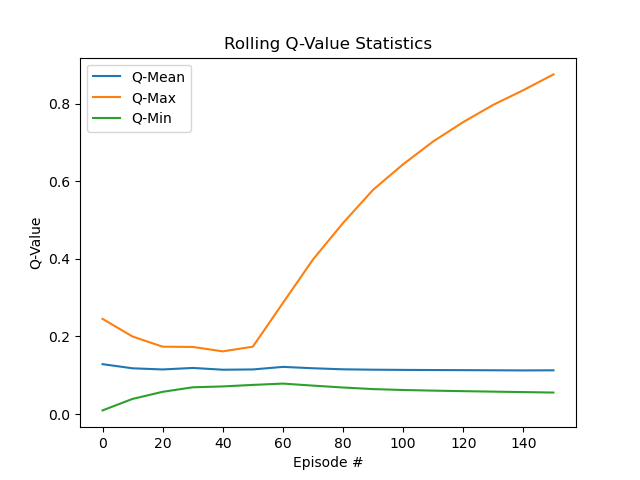 Rolling Q-Value Statistics
Q-Mean
Q-Max
Q-Min
Q-Value
0.8
0.6
0.4
0.2
0.0
0 20 40 60 80 100 120 140
Episode #